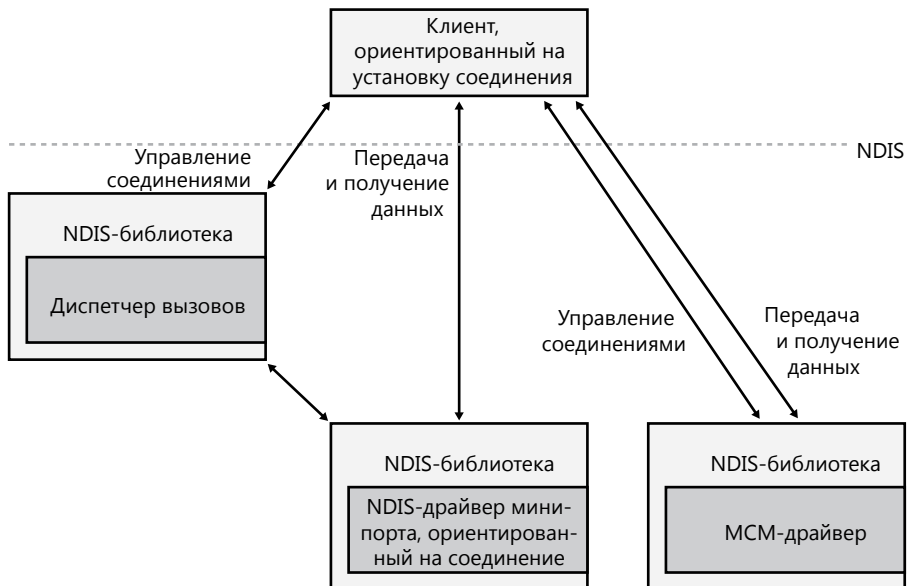 Клиент,
ориентированный на
установку соединения
NDIS
Управление
соединениями
Передача
и получение
данных
NDIS-библиотека
Диспетчер вызовов
Управление
соединениями
Передача
и получение
данных
NDIS-библиотека
NDIS-драйвер мини-
порта, ориентирован-
ный на соединение
NDIS-библиотека
MCM-драйвер